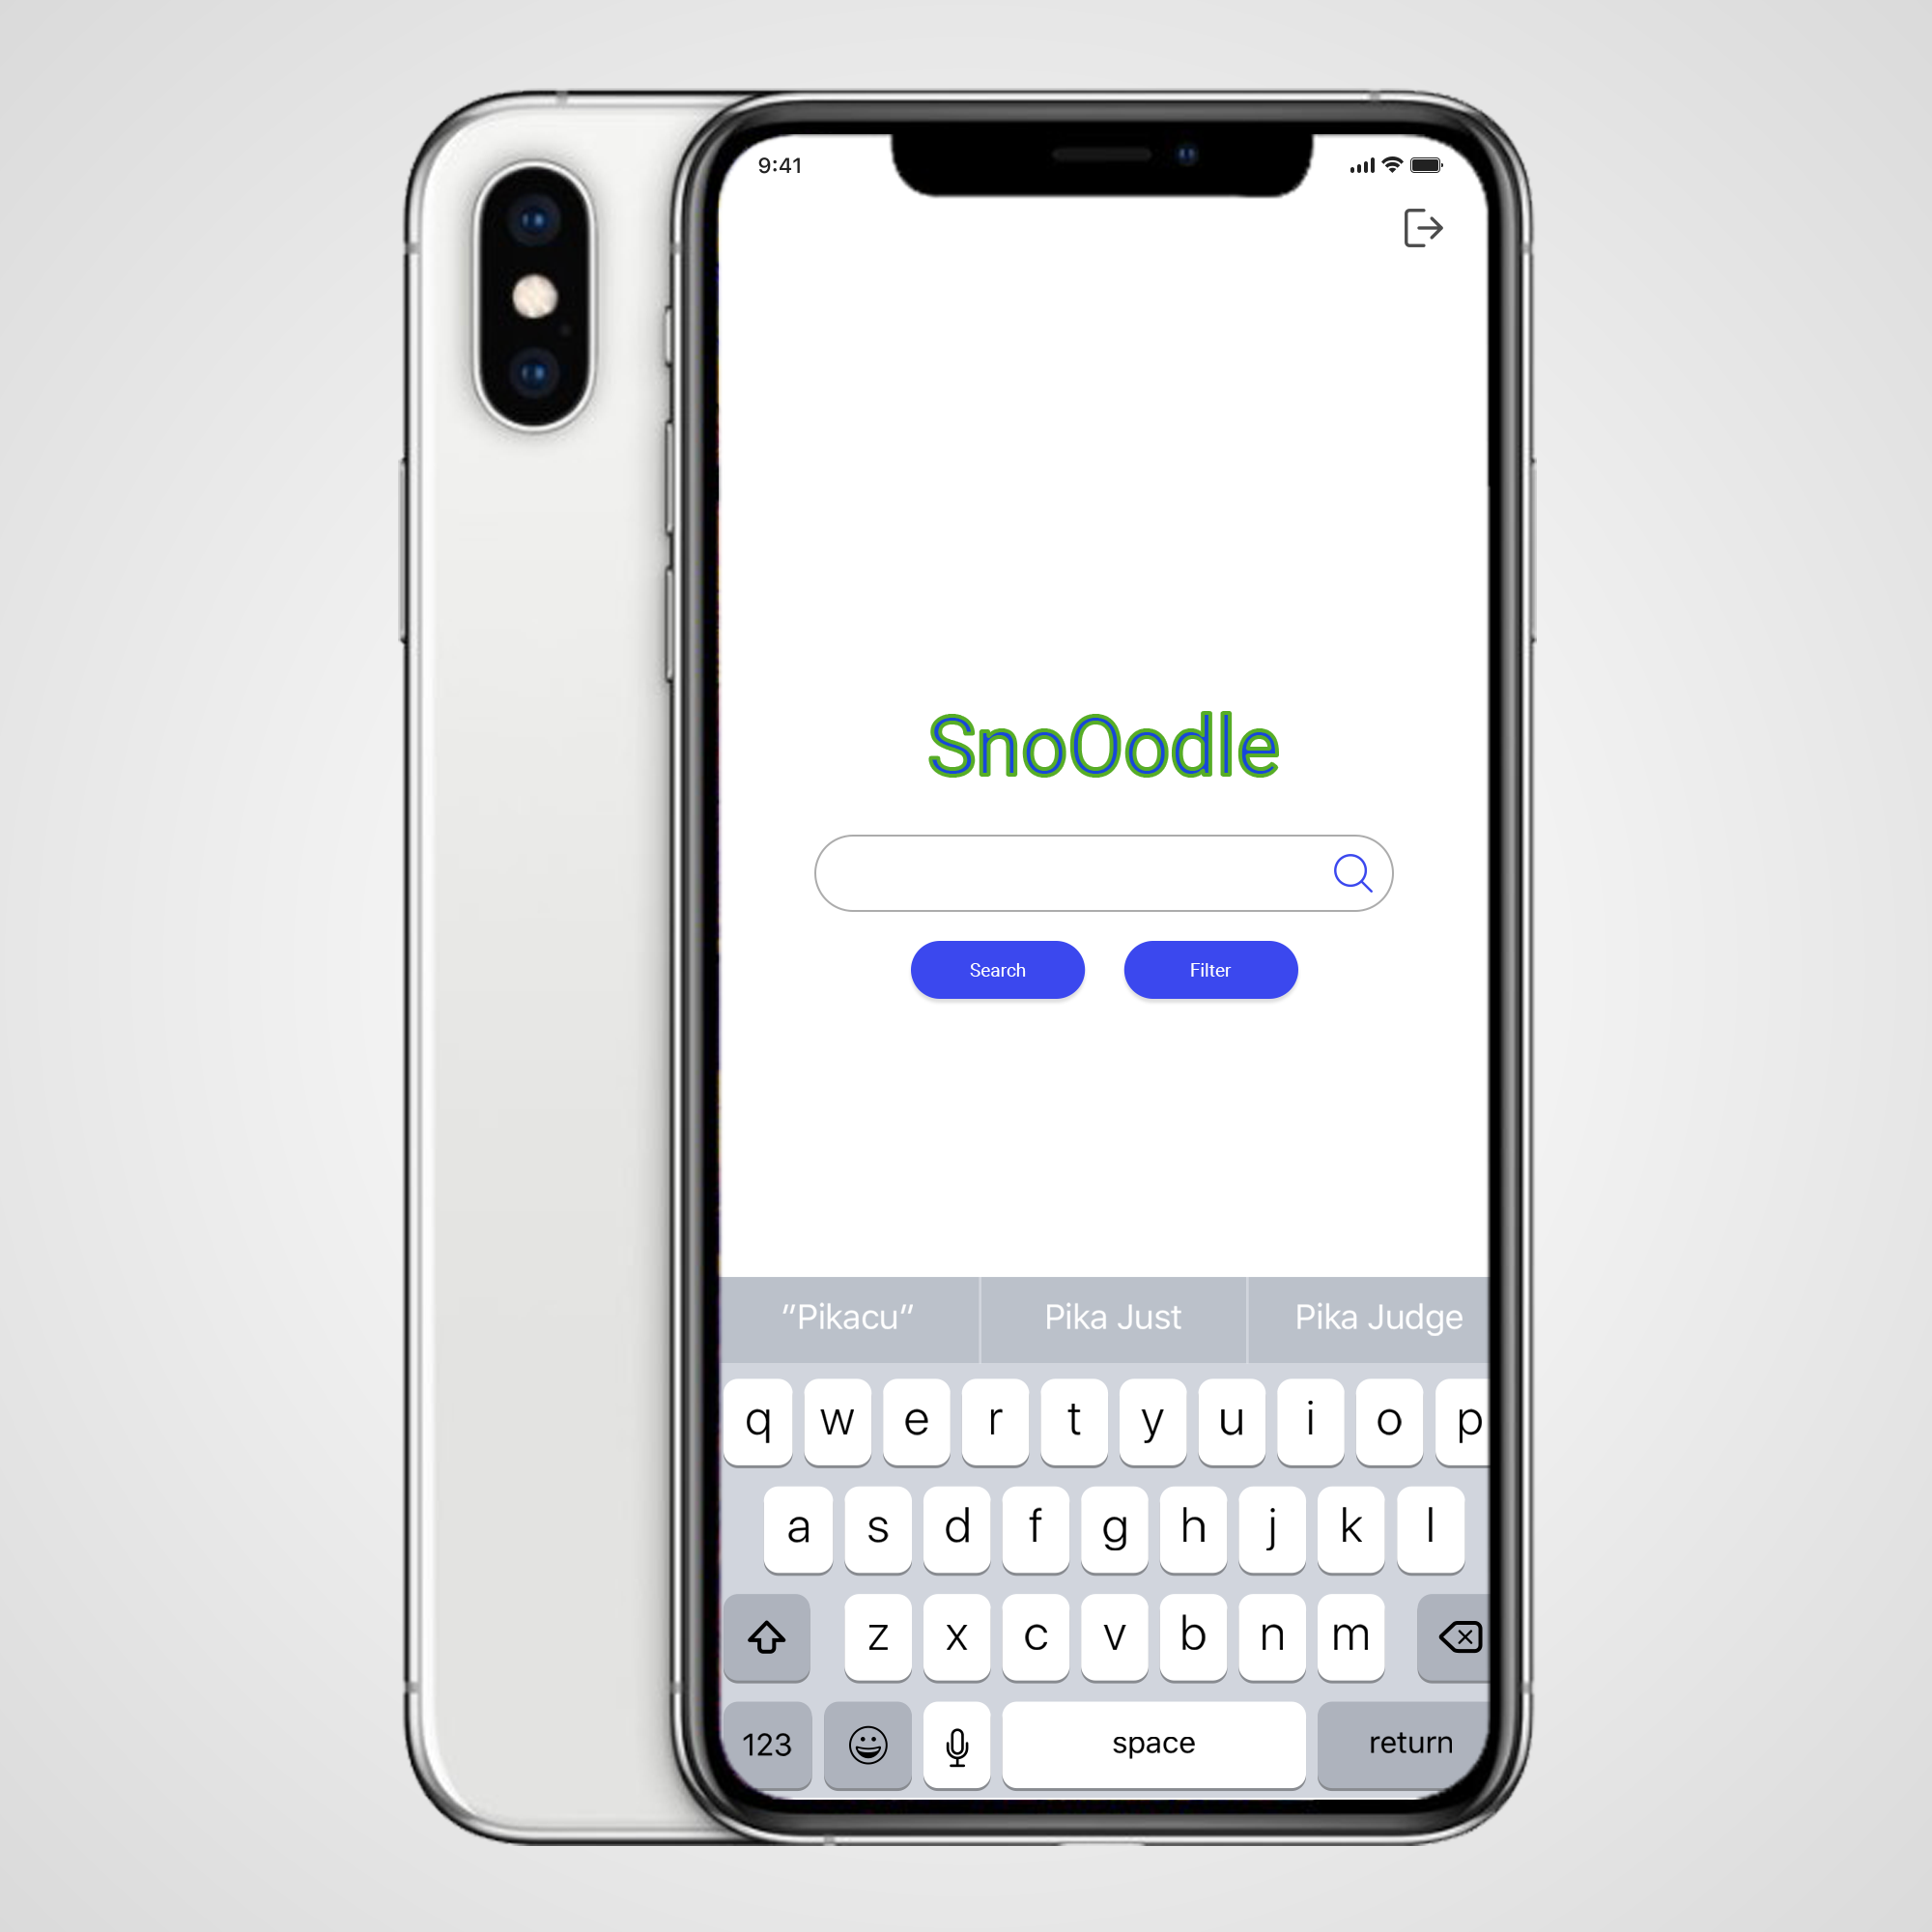 9:41
SnoOodle
Search Filter
“Pikacu” Pika Just Pika Judge
q w e r t y u i o p
a s d f g h j k l
z x c v b n m
123 space return